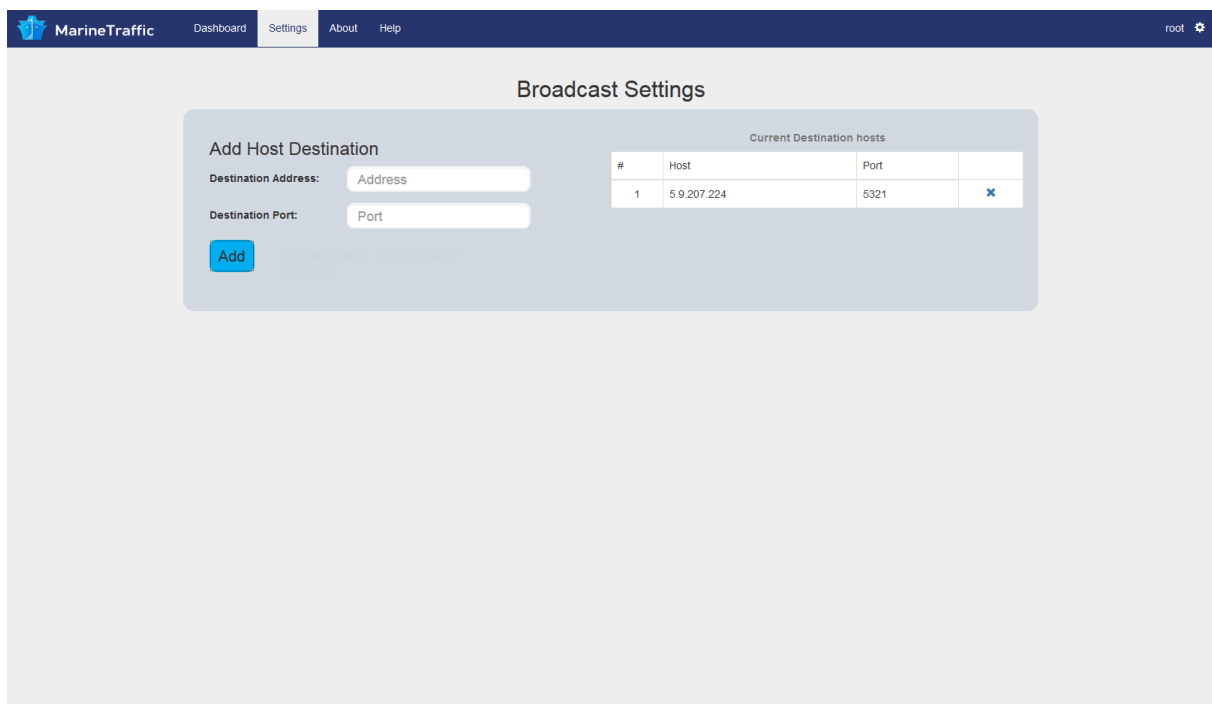 MarineTraffic Dashboard Settings About Help root
Broadcast Settings
Add Host Destination
Destination Address: Address
Destination Port: Port
Add
Current Destination hosts
# Host Port
1 5.9.207.224 5321